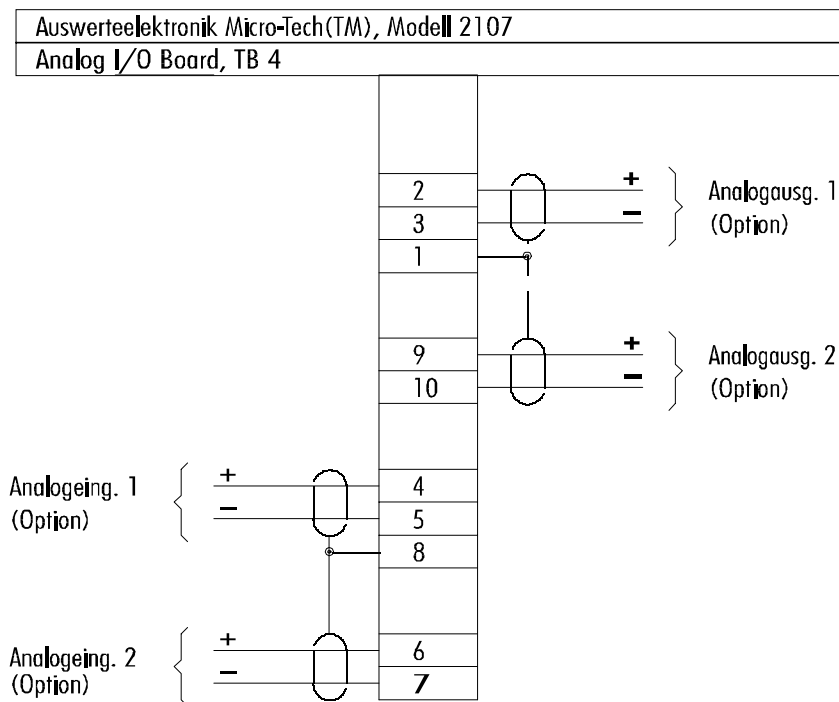 Auswerteelektronik Micro-Tech(TM), Modell 2107
Analog I/O Board, TB 4
2
3
1
+
−
Analogausg. 1
(Option)
9
10
+
−
Analogausg. 2
(Option)
Analogeing. 1
(Option)
+
−
4
5
8
Analogeing. 2
(Option)
+
−
6
7